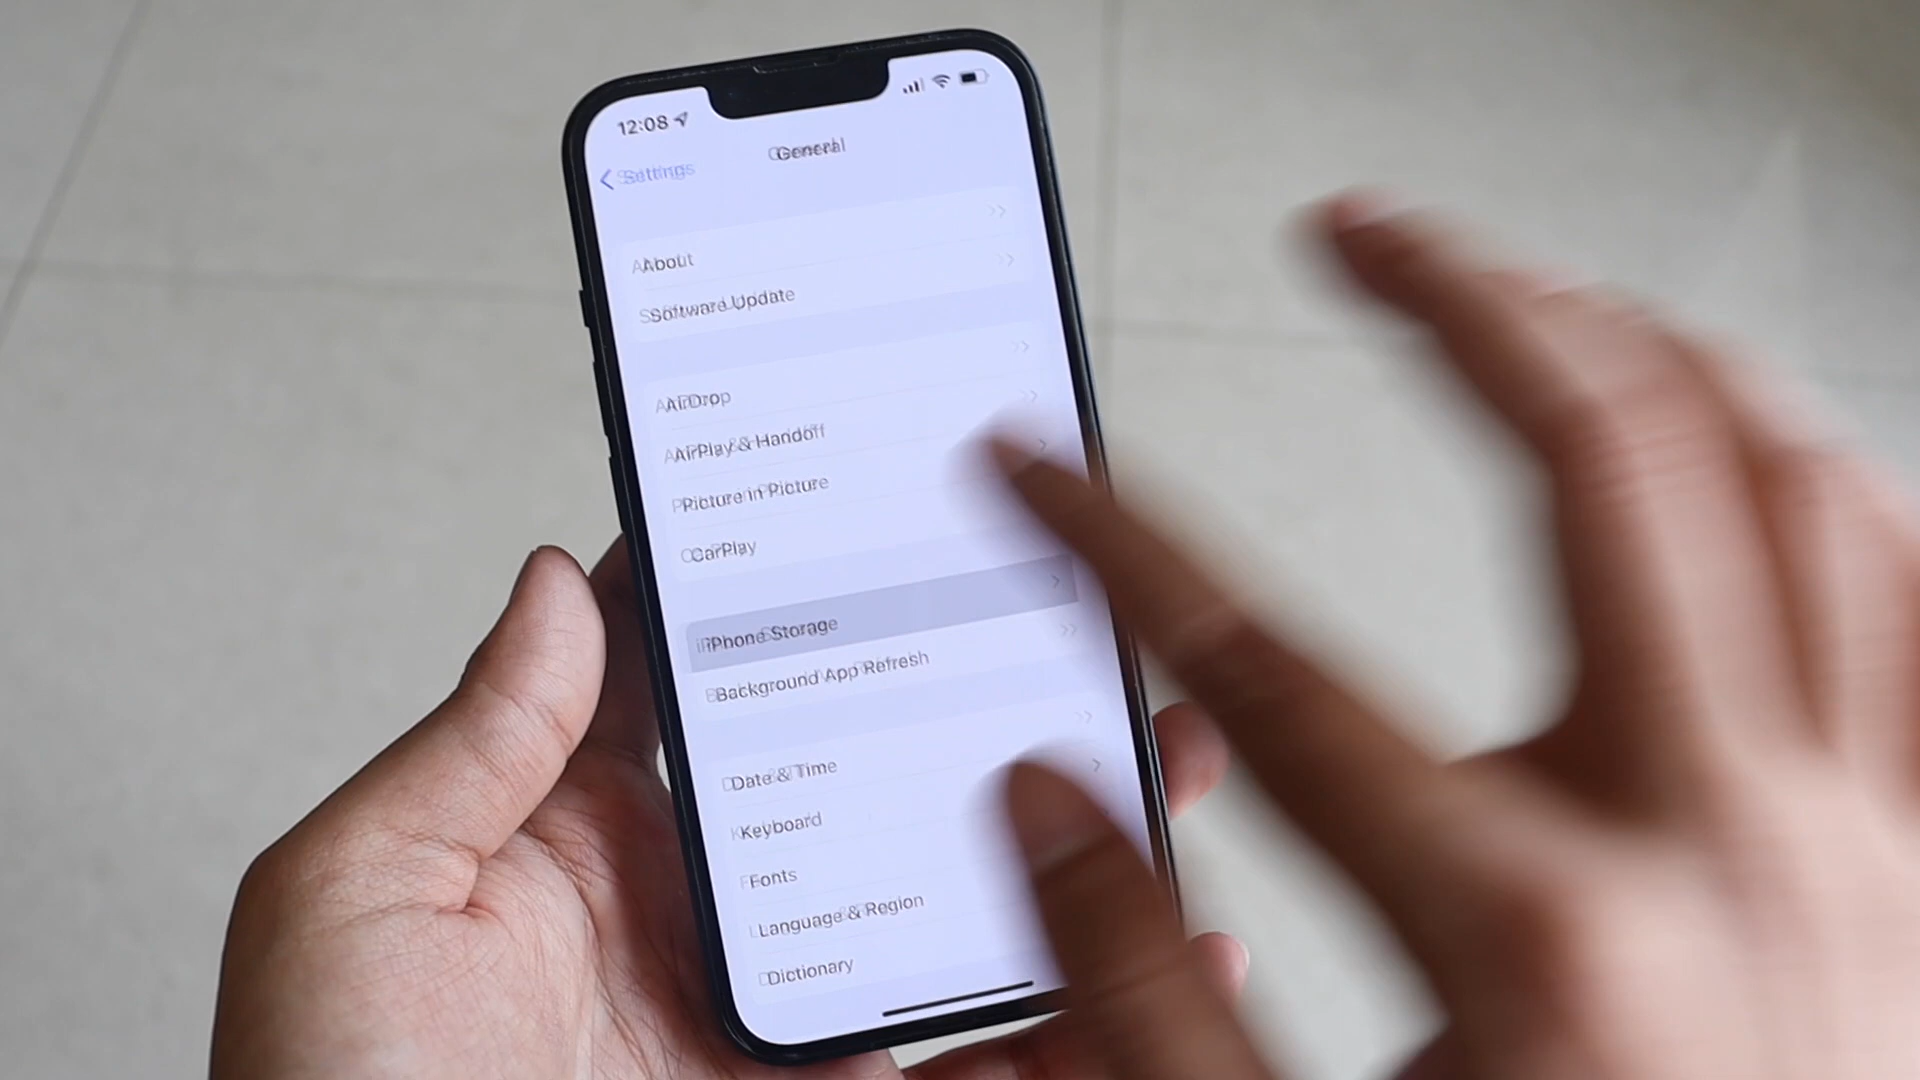 12:08
General
Settings
About
Software Update
AirDrop
AirPlay & Handoff
Picture in Picture
CarPlay
iPhone Storage
Background App Refresh
Date & Time
Keyboard
Fonts
Language & Region
Dictionary